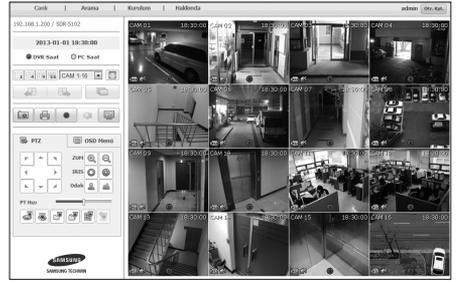 Canlı | Arama | Kurulum | Hakkında admin Otr. Kpt.
192.168.1.200 / SDR-5102
2013-01-01 18:30:00
DVR Saat PC Saat
CAM 1-16
PTZ OSD Menü
ZUM
IRIS
Odak
PT Hızı
SAMSUNG
SAMSUNG TECHWIN
CAM 01 18:30:00 CAM 02 18:30:00 CAM 03 18:30:00 CAM 04 18:30:00
CAM 05 18:30:00 CAM 06 18:30:00 CAM 07 18:30:00 CAM 08 18:30:00
CAM 09 18:30:00 CAM 10 18:30:00 CAM 11 18:30:00 CAM 12 18:30:00
CAM 13 18:30:00 CAM 14 18:30:00 CAM 15 18:30:00 CAM 16 18:30:00